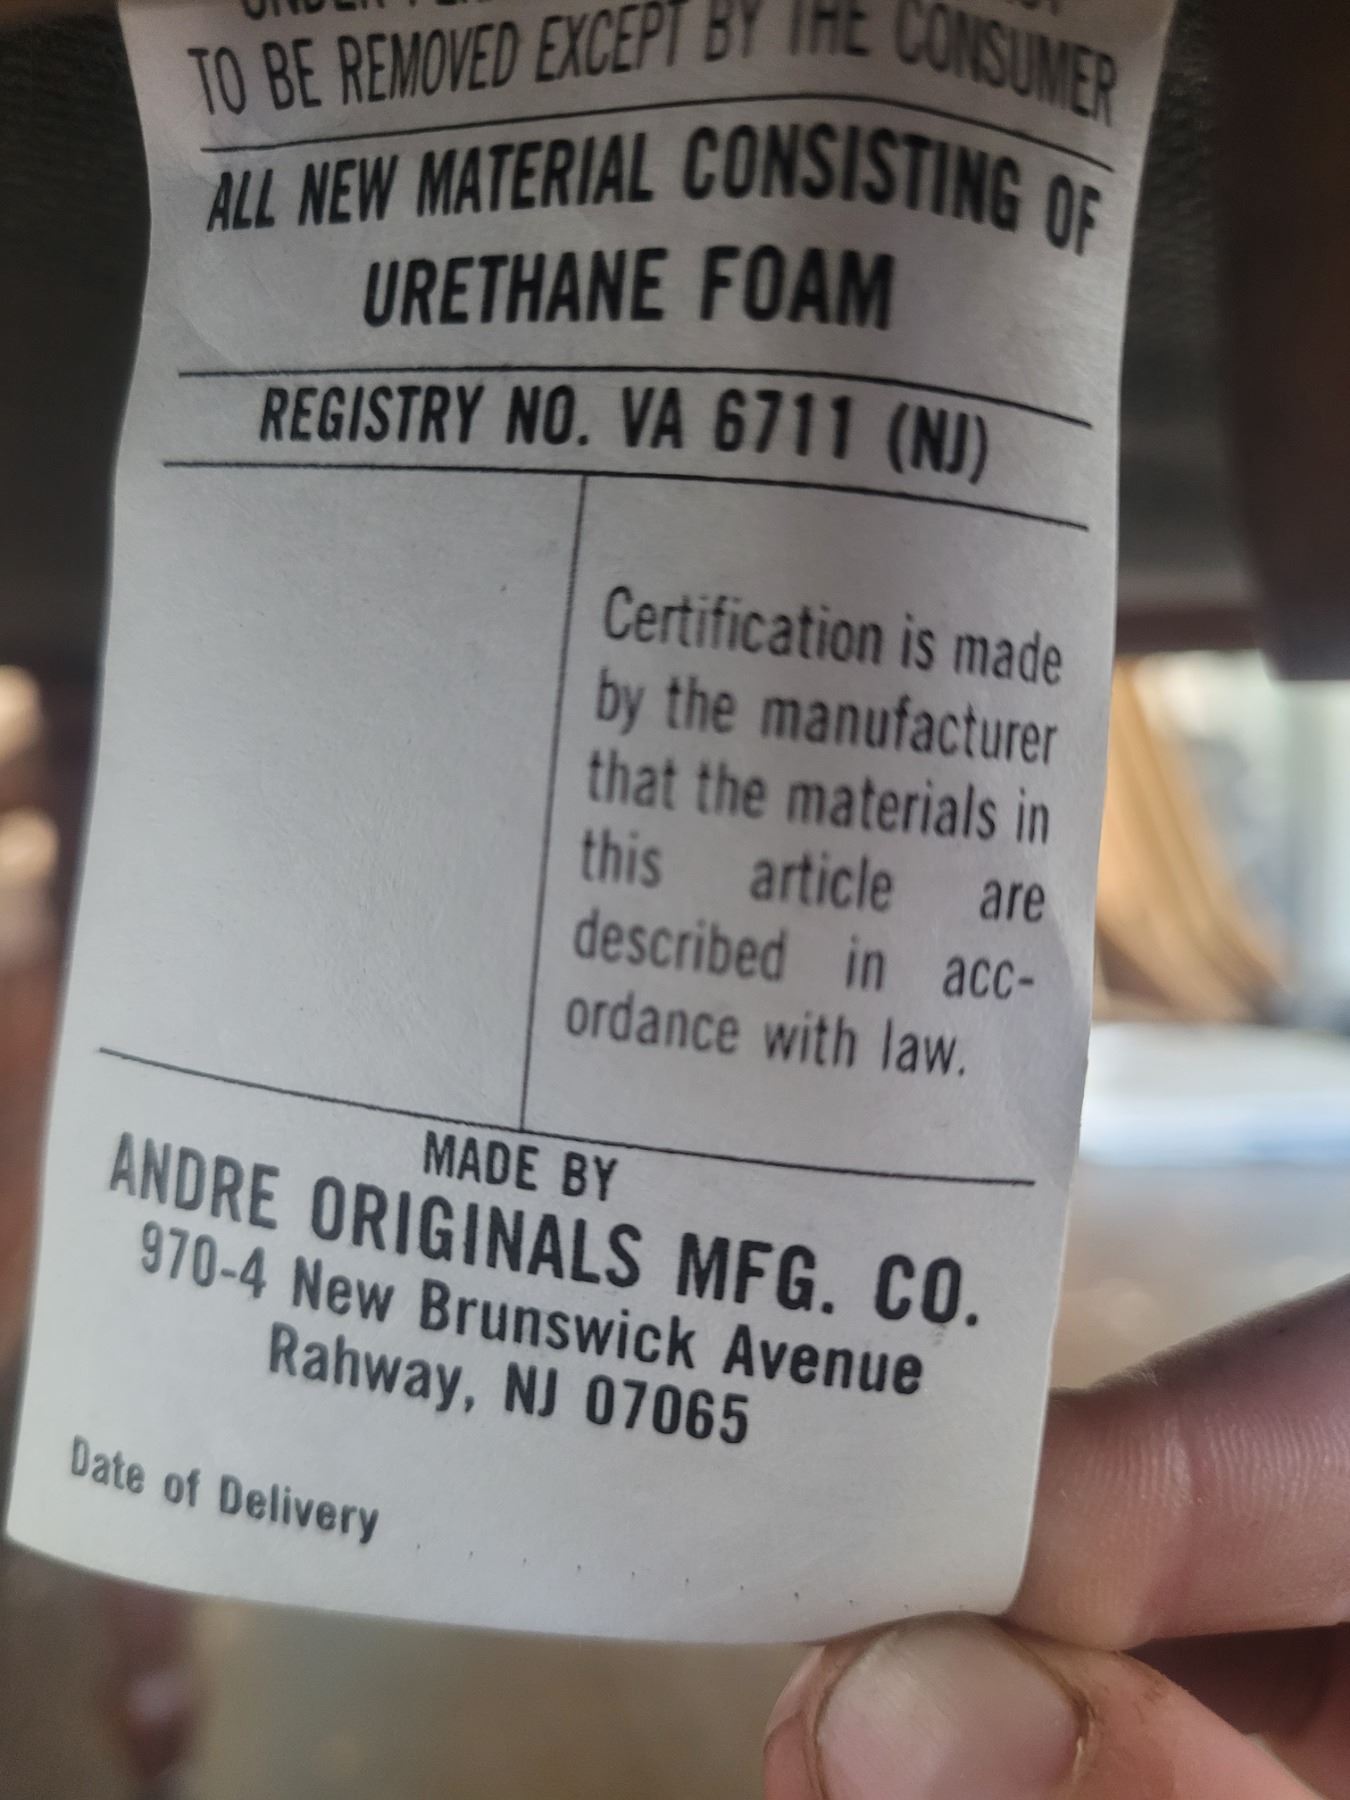 UNDER
TO BE REMOVED EXCEPT BY THE CONSUMER
ALL NEW MATERIAL CONSISTING OF
URETHANE FOAM
REGISTRY NO. VA 6711 (NJ)
Certification is made
by the manufacturer
that the materials in
this article are
described in acc-
ordance with law.
MADE BY
ANDRE ORIGINALS MFG. CO.
970-4 New Brunswick Avenue
Rahway, NJ 07065
Date of Delivery